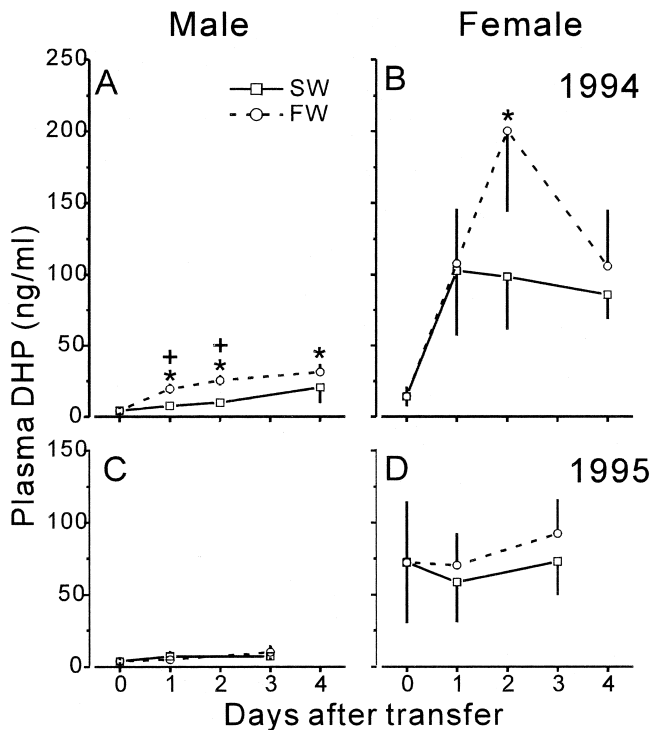 Male Female
250 A B 1994
SW
FW
200
*
150
100
50 + + *
* *
0
Plasma DHP (ng/ml)
150 C D 1995
100
50
0
0 1 2 3 4 0 1 2 3 4
Days after transfer